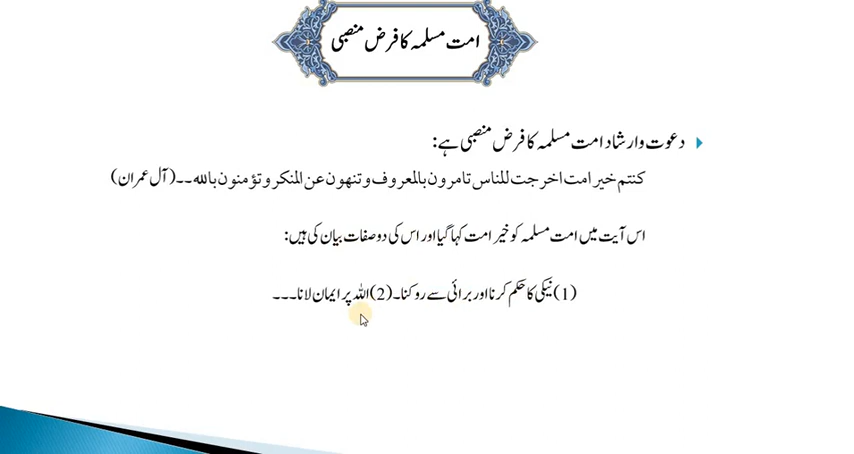 امت مسلمہ کا فرض منصبی
دعوت وارشاد امت مسلمہ کا فرض منصبی ہے:
کنتم خیر امت اخرجت للناس تامرون بالمعروف وتنھون عن المنکر وتؤمنون باللہ۔۔(آل عمران)
اس آیت میں امت مسلمہ کو خیر امت کہا گیا اور اس کی دو صفات بیان کی ہیں:
(1)نیکی کا حکم کرنا اور برائی سے روکنا۔(2)اللہ پر ایمان لانا۔۔۔